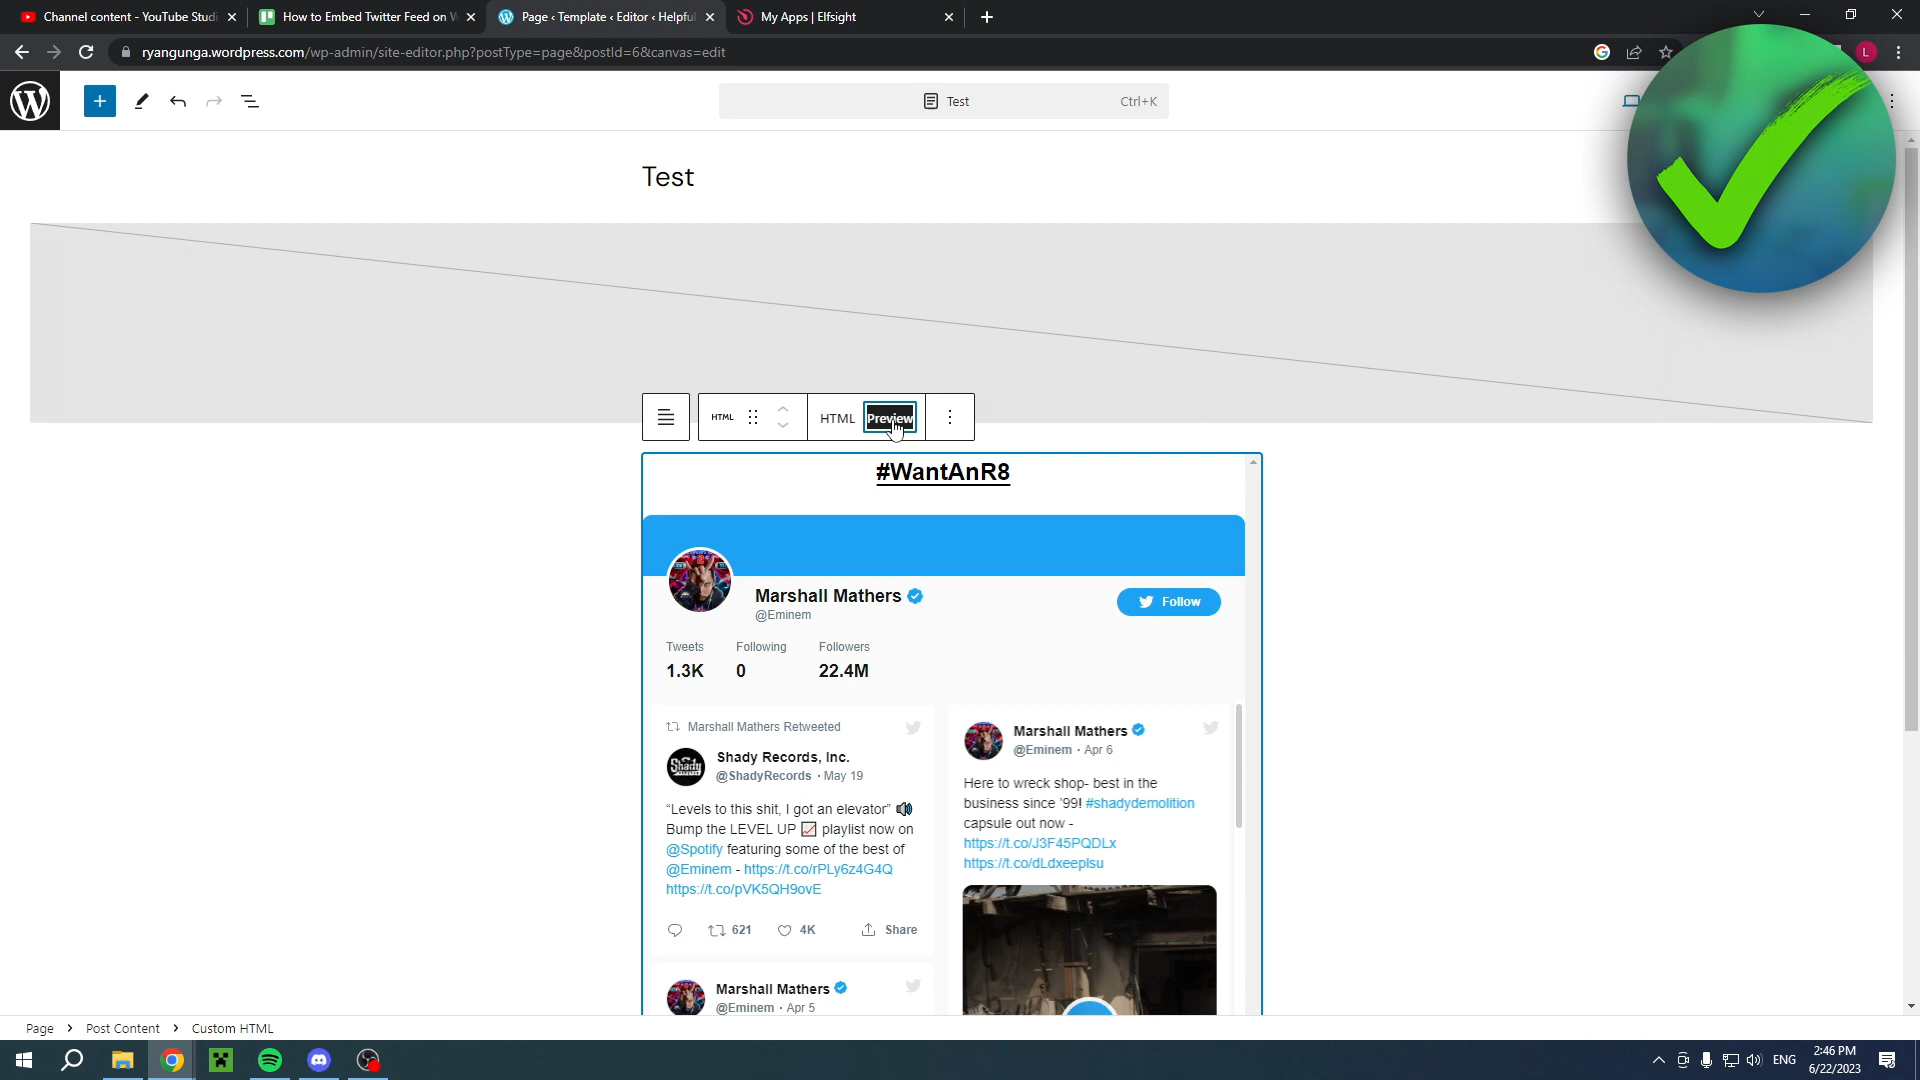 Channel content - YouTube Studi
How to Embed Twitter Feed on W
Page ‹ Template ‹ Editor ‹ Helpful
My Apps | Elfsight
ryangunga.wordpress.com/wp-admin/site-editor.php?postType=page&postId=6&canvas=edit
L
Test
Ctrl+K
Test
HTML
HTML
Preview
#WantAnR8
Marshall Mathers
@Eminem
Follow
Tweets
Following
Followers
1.3K
0
22.4M
Marshall Mathers Retweeted
Shady Records, Inc.
@ShadyRecords · May 19
“Levels to this shit, I got an elevator”
Bump the LEVEL UP playlist now on
@Spotify featuring some of the best of
@Eminem - https://t.co/rPLy6z4G4Q
https://t.co/pVK5QH9ovE
621
4K
Share
Marshall Mathers
@Eminem · Apr 5
Marshall Mathers
@Eminem · Apr 6
Here to wreck shop- best in the
business since ’99! #shadydemolition
capsule out now -
https://t.co/J3F45PQDLx
https://t.co/dLdxeeplsu
Page
Post Content
Custom HTML
ENG
2:46 PM
6/22/2023